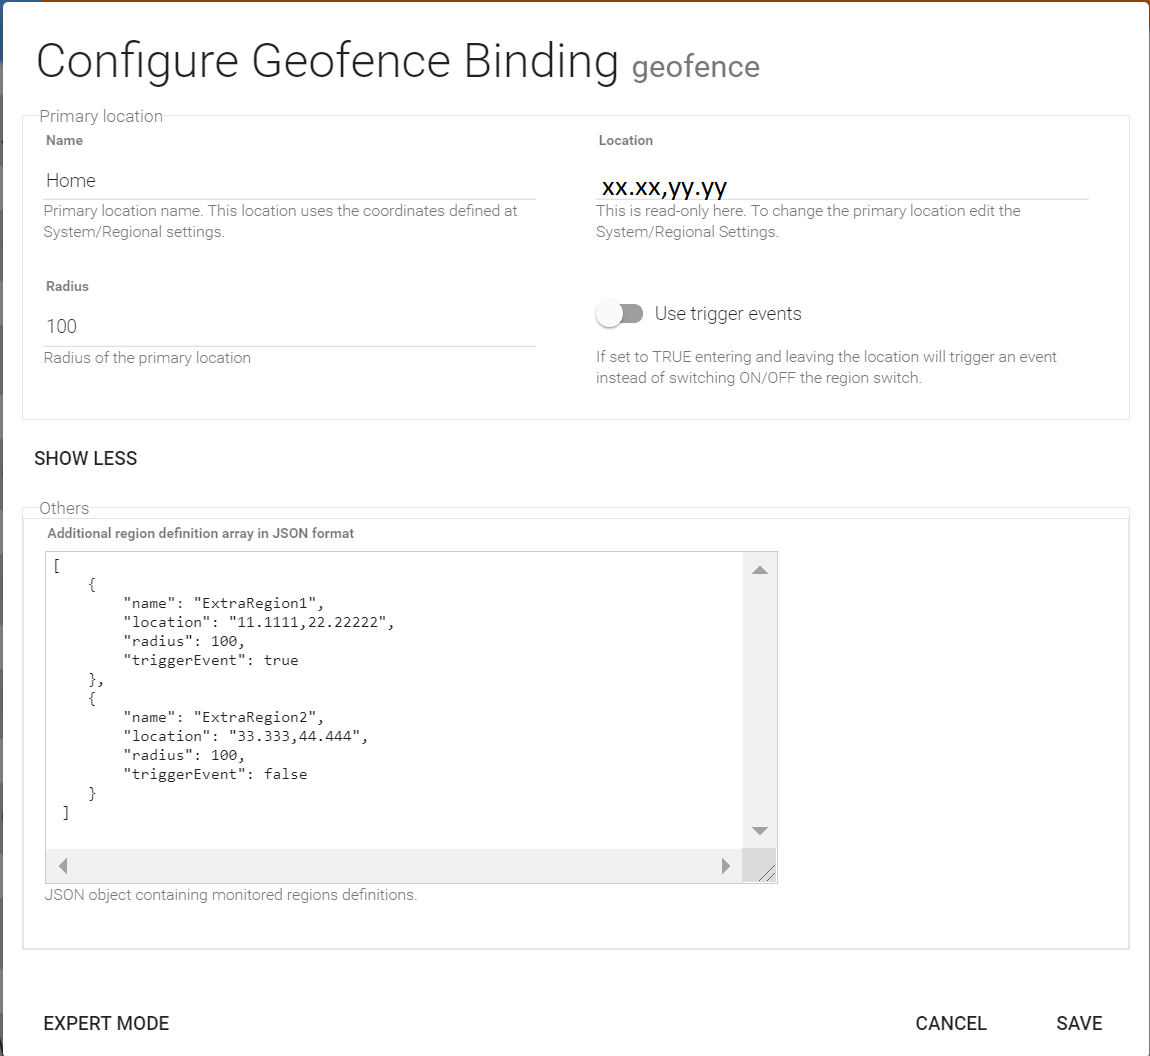 Configure Geofence Binding geofence
Primary location
Name
Home
Primary location name. This location uses the coordinates defined at
System/Regional settings.
Location
xx.xx,yy.yy
This is read-only here. To change the primary location edit the
System/Regional Settings.
Radius
100
Radius of the primary location
Use trigger events
If set to TRUE entering and leaving the location will trigger an event
instead of switching ON/OFF the region switch.
SHOW LESS
Others
Additional region definition array in JSON format
[
    {
        "name": "ExtraRegion1",
        "location": "11.1111,22.22222",
        "radius": 100,
        "triggerEvent": true
    },
    {
        "name": "ExtraRegion2",
        "location": "33.333,44.444",
        "radius": 100,
        "triggerEvent": false
    }
 ]
JSON object containing monitored regions definitions.
EXPERT MODE
CANCEL
SAVE